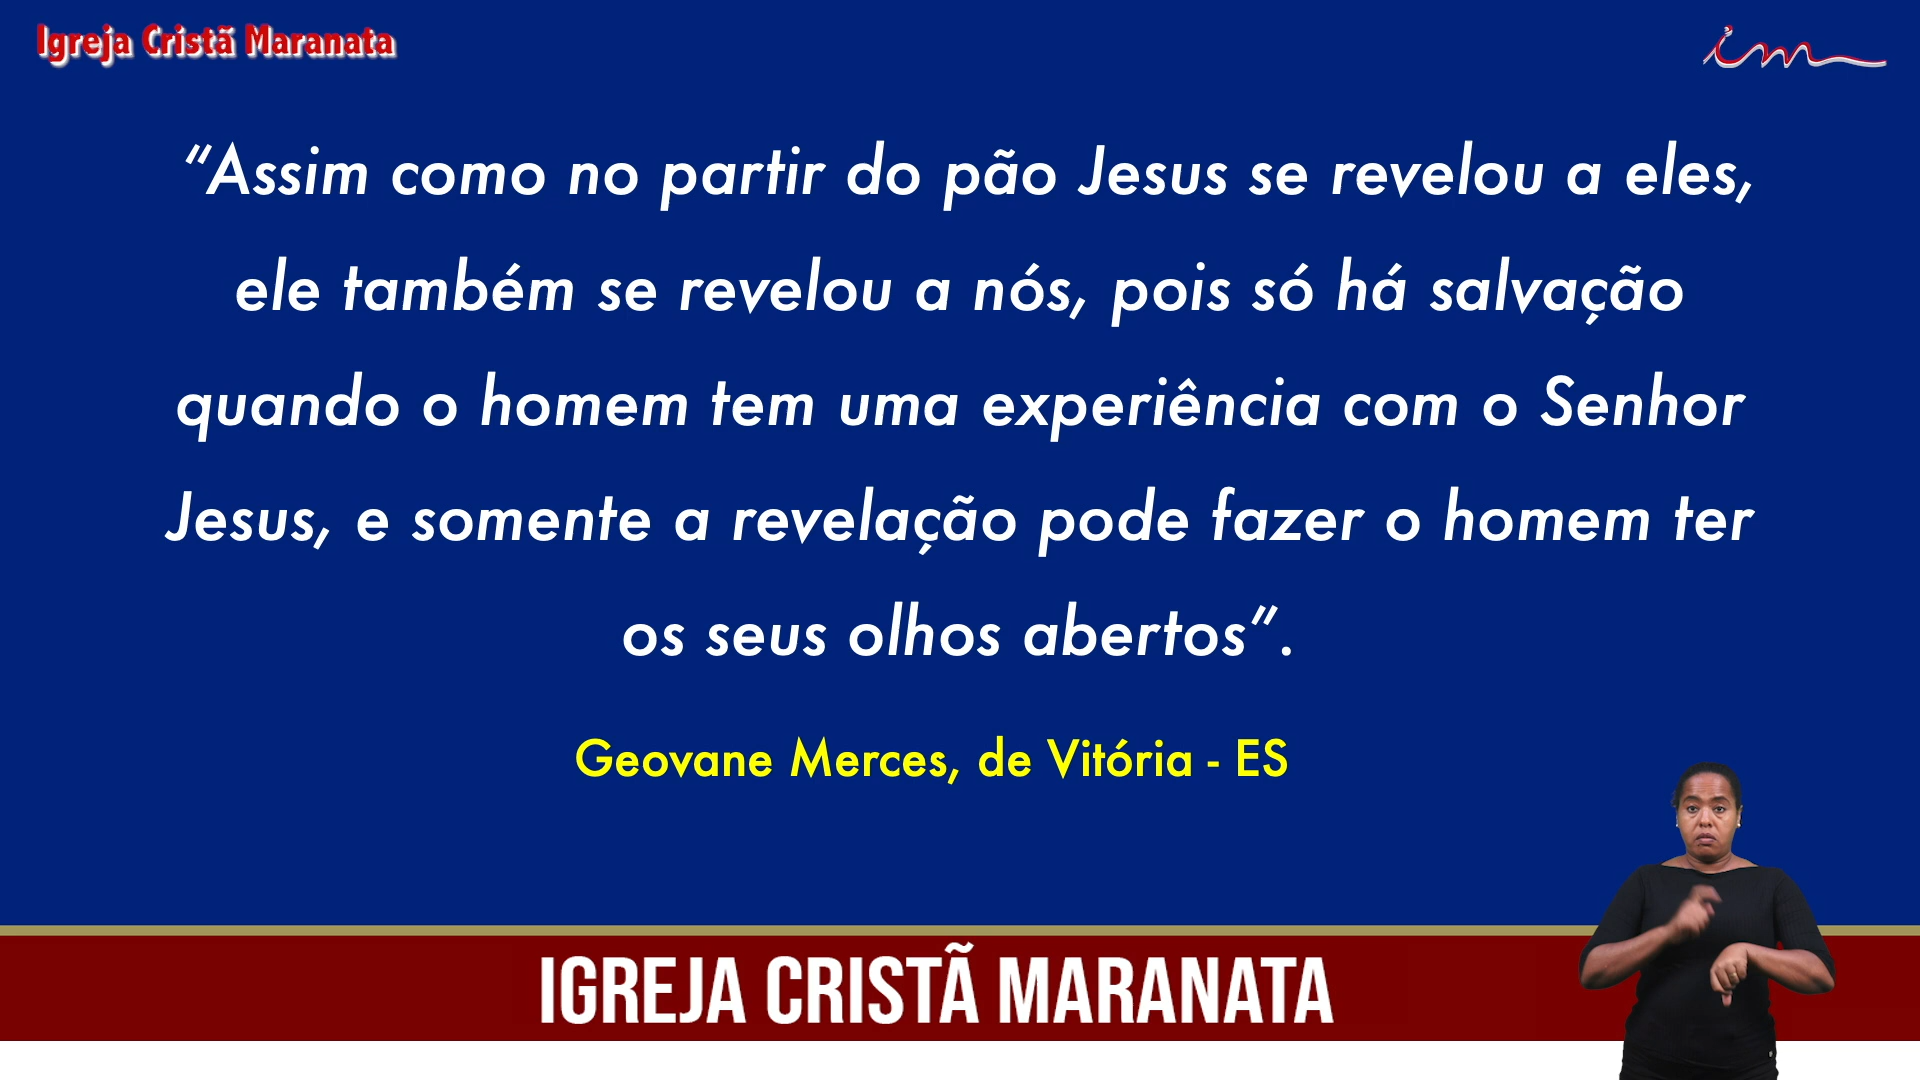 Igreja Cristã Maranata
im
“Assim como no partir do pão Jesus se revelou a eles,
ele também se revelou a nós, pois só há salvação
quando o homem tem uma experiência com o Senhor
Jesus, e somente a revelação pode fazer o homem ter
os seus olhos abertos”.
Geovane Merces, de Vitória - ES
IGREJA CRISTÃ MARANATA